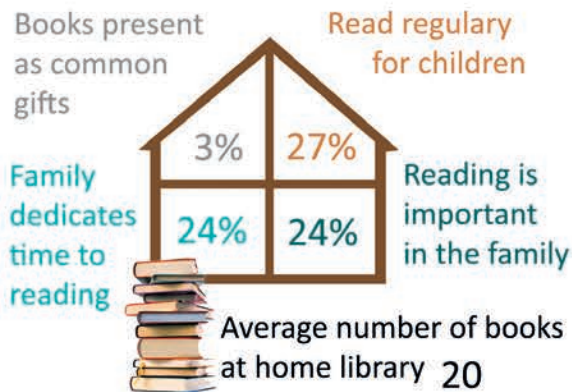 Books present
as common
gifts
Read regulary
for children
3%
27%
Family
dedicates
time to
reading
24%
24%
Reading is
important
in the family
Average number of books
at home library 20